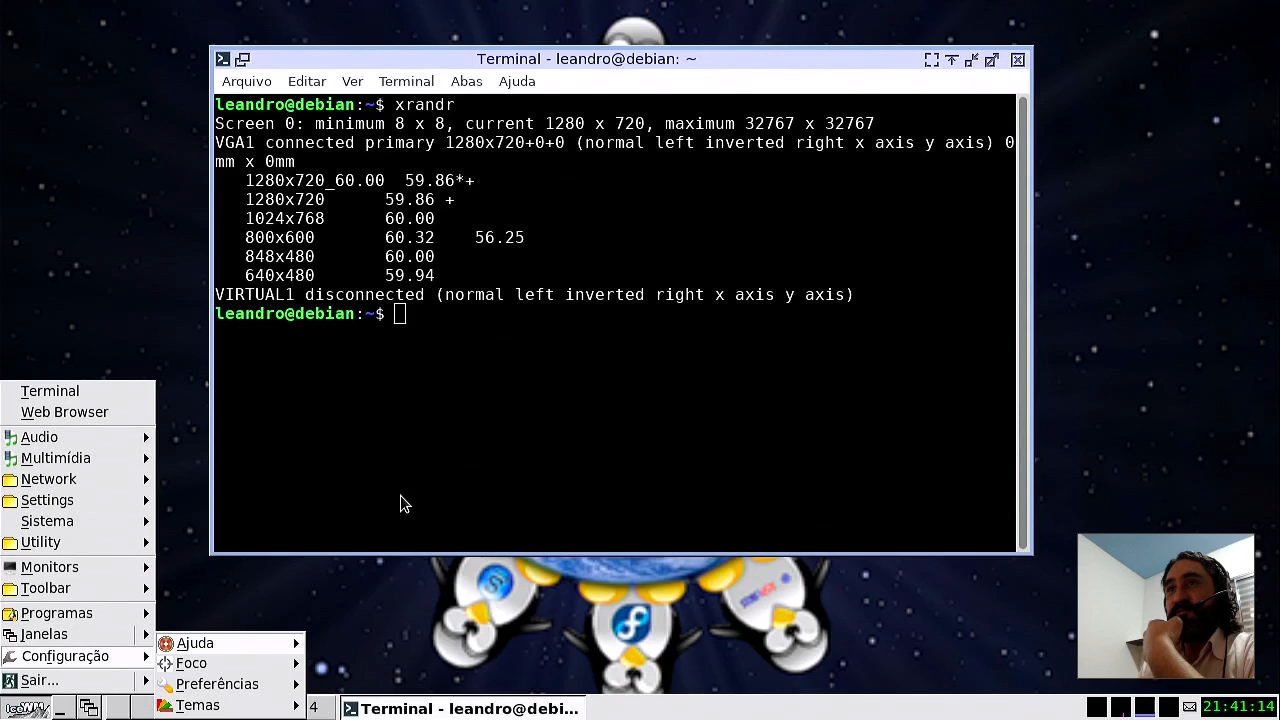 Terminal - leandro@debian: ~
Arquivo Editar Ver Terminal Abas Ajuda
leandro@debian:~$ xrandr
Screen 0: minimum 8 x 8, current 1280 x 720, maximum 32767 x 32767
VGA1 connected primary 1280x720+0+0 (normal left inverted right x axis y axis) 0
mm x 0mm
1280x720_60.00 59.86*+
1280x720 59.86 +
1024x768 60.00
800x600 60.32 56.25
848x480 60.00
640x480 59.94
VIRTUAL1 disconnected (normal left inverted right x axis y axis)
leandro@debian:~$
Terminal
Web Browser
Audio
Multimídia
Network
Settings
Sistema
Utility
Monitors
Toolbar
Programas
Janelas
Configuração
Sair...
Ajuda
Foco
Preferências
Temas
4
Terminal - leandro@debi...
21:41:14